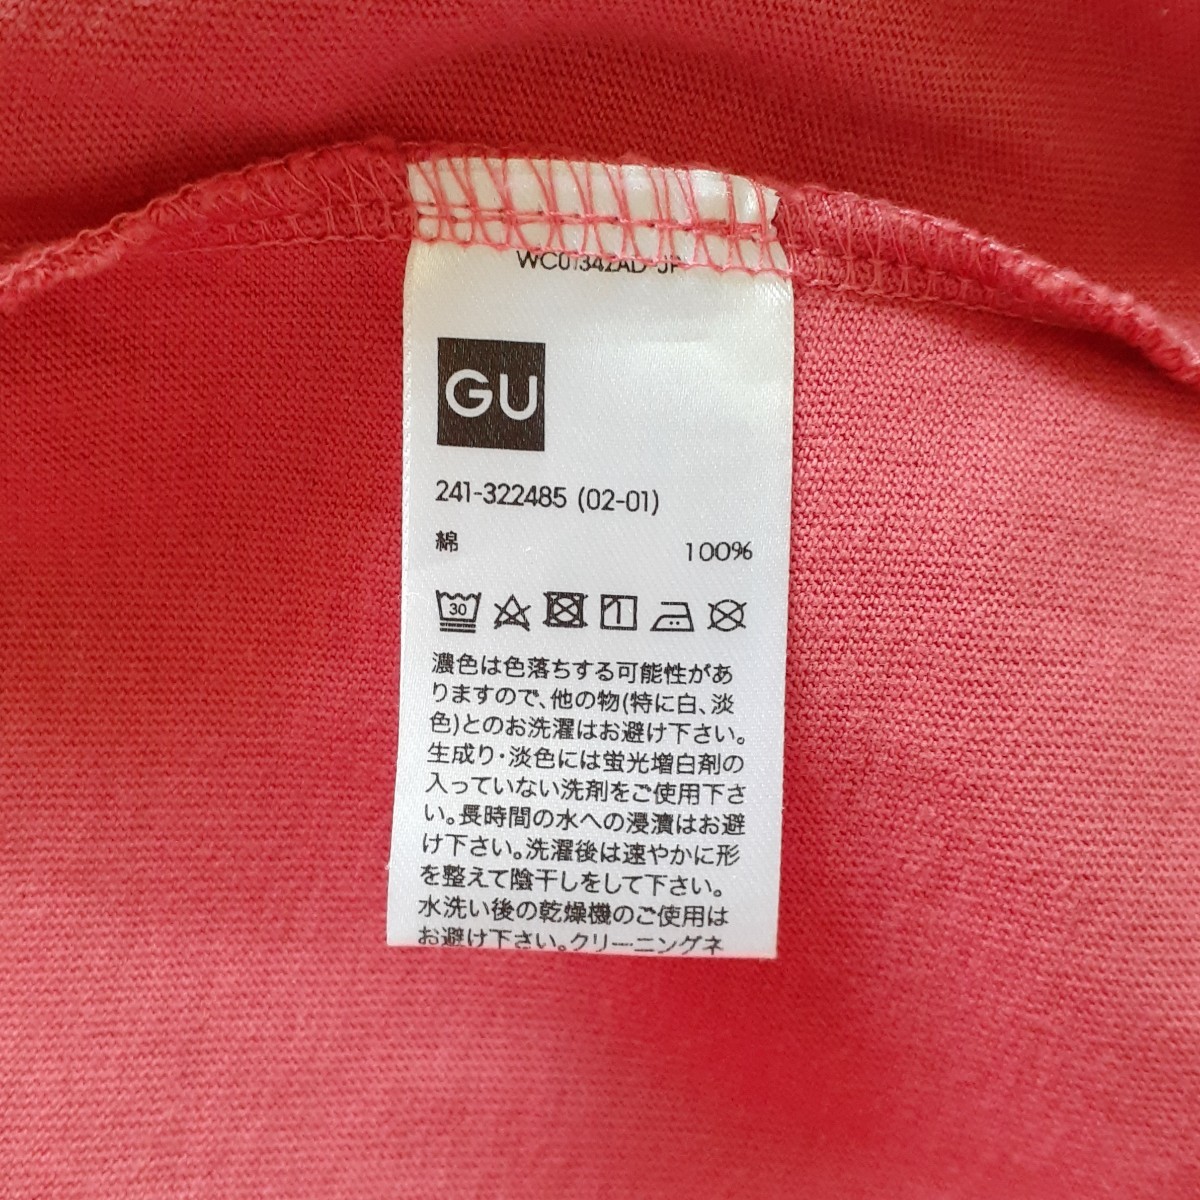 WC01342AD-JP
GU
241-322485 (02-01)
綿 100%
30
濃色は色落ちする可能性があ
りますので、他の物(特に白、淡
色)とのお洗濯はお避け下さい。
生成り・淡色には蛍光増白剤の
入っていない洗剤をご使用下さ
い。長時間の水への浸漬はお避
け下さい。洗濯後は速やかに形
を整えて陰干しをして下さい。
水洗い後の乾燥機のご使用は
お避け下さい。クリーニングネ